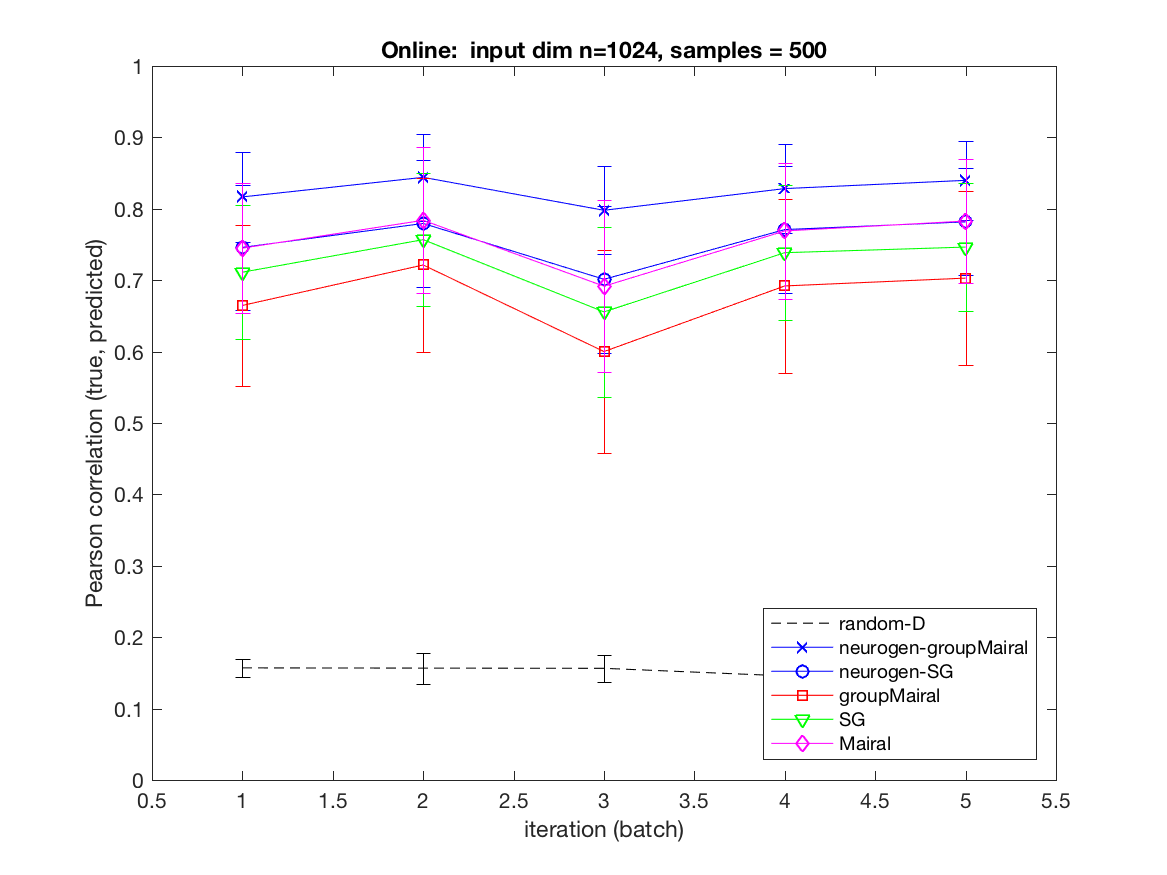 Online:  input dim n=1024, samples = 500
1
0.9
0.8
0.7
0.6
0.5
0.4
0.3
0.2
0.1
0
Pearson correlation (true, predicted)
random-D
neurogen-groupMairal
neurogen-SG
groupMairal
SG
Mairal
0.5 1 1.5 2 2.5 3 3.5 4 4.5 5 5.5
iteration (batch)